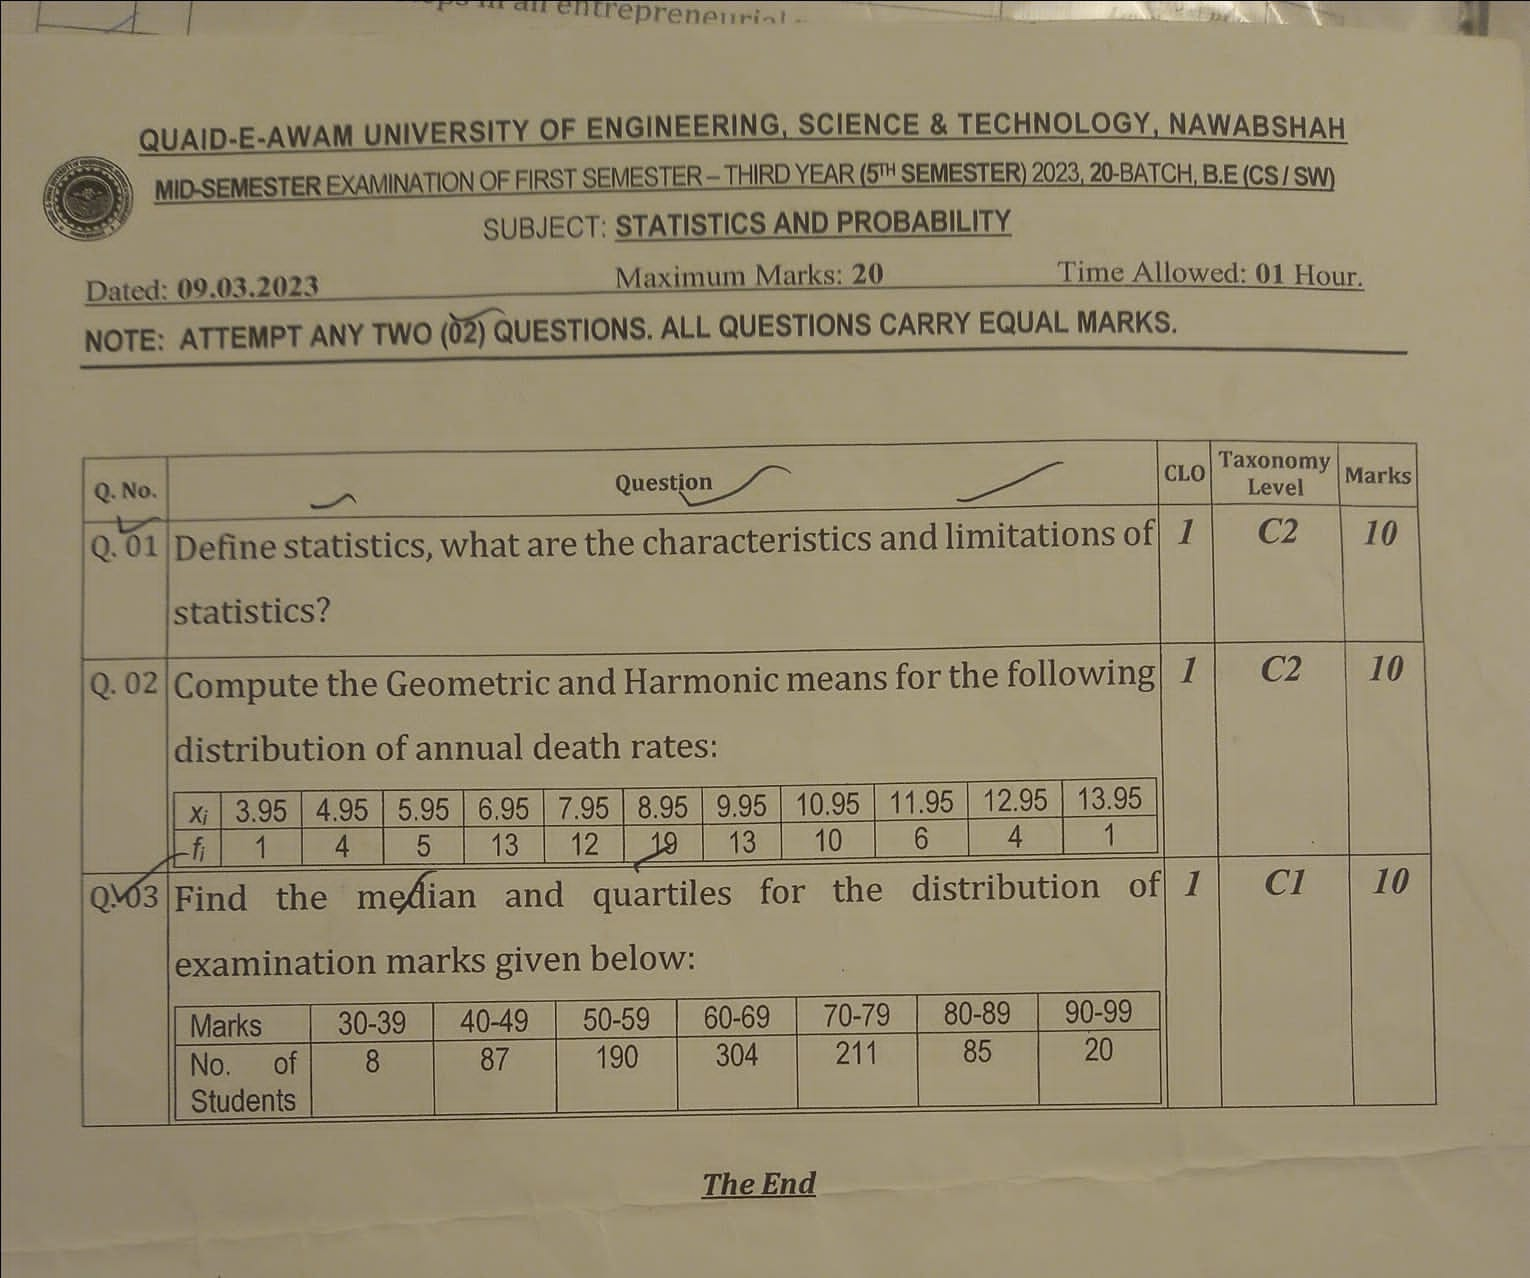 in an entrepreneurial
QUAID-E-AWAM UNIVERSITY OF ENGINEERING, SCIENCE & TECHNOLOGY, NAWABSHAH
MID-SEMESTER EXAMINATION OF FIRST SEMESTER – THIRD YEAR (5TH SEMESTER) 2023, 20-BATCH, B.E (CS / SW)
SUBJECT: STATISTICS AND PROBABILITY
Dated: 09.03.2023 Maximum Marks: 20 Time Allowed: 01 Hour.
NOTE: ATTEMPT ANY TWO (02) QUESTIONS. ALL QUESTIONS CARRY EQUAL MARKS.
Q. No. Question CLO Taxonomy Level Marks
Q. 01 Define statistics, what are the characteristics and limitations of 1 C2 10
statistics?
Q. 02 Compute the Geometric and Harmonic means for the following 1 C2 10
distribution of annual death rates:
xi 3.95 4.95 5.95 6.95 7.95 8.95 9.95 10.95 11.95 12.95 13.95
fi 1 4 5 13 12 19 13 10 6 4 1
Q. 03 Find the median and quartiles for the distribution of 1 C1 10
examination marks given below:
Marks 30-39 40-49 50-59 60-69 70-79 80-89 90-99
No. of 8 87 190 304 211 85 20
Students
The End